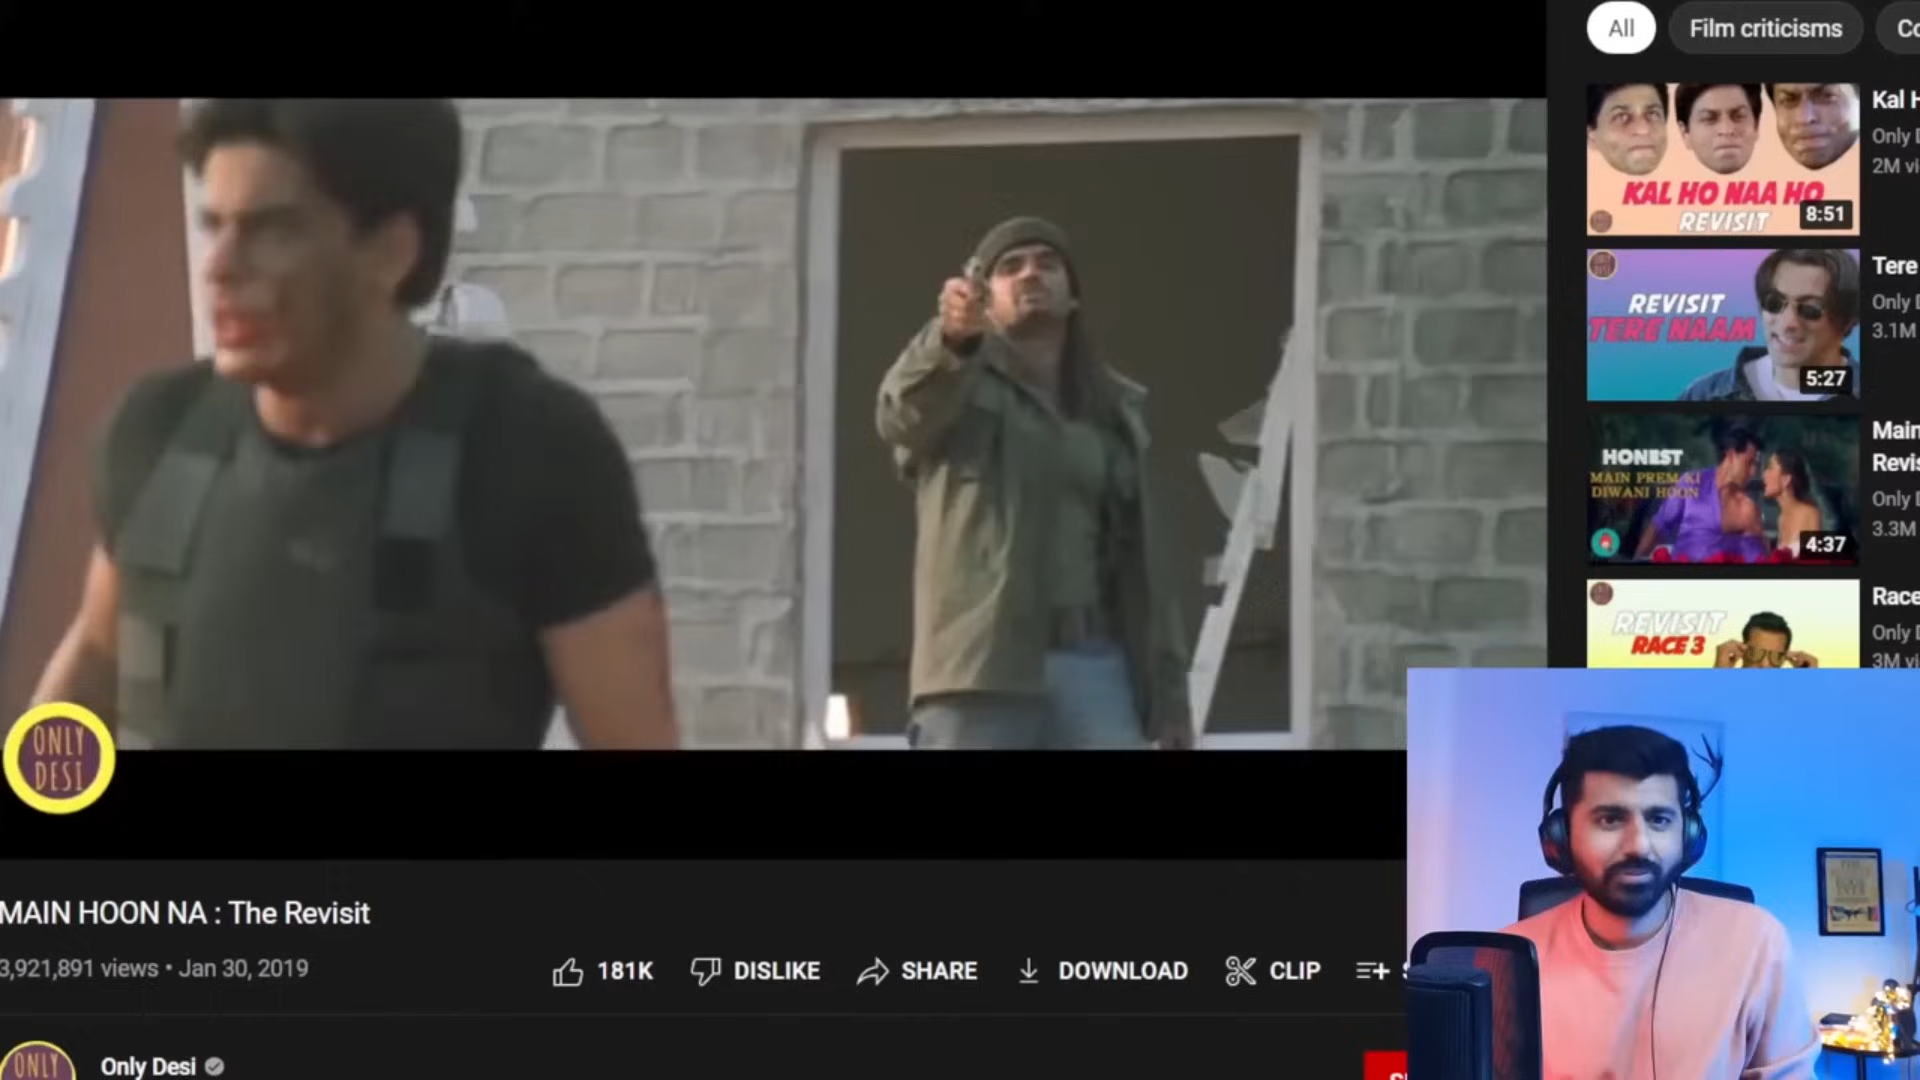 All
Film criticisms
Kal H
Only D
2M vi
KAL HO NAA HO
REVISIT
8:51
Tere
Only D
3.1M
REVISIT
TERE NAAM
5:27
Main
Revis
Only D
3.3M
HONEST
MAIN PREM KI
DIWANI HOON
4:37
Race
Only D
3M vi
REVISIT
RACE 3
ONLY
DESI
MAIN HOON NA : The Revisit
3,921,891 views • Jan 30, 2019
181K
DISLIKE
SHARE
DOWNLOAD
CLIP
ONLY
Only Desi